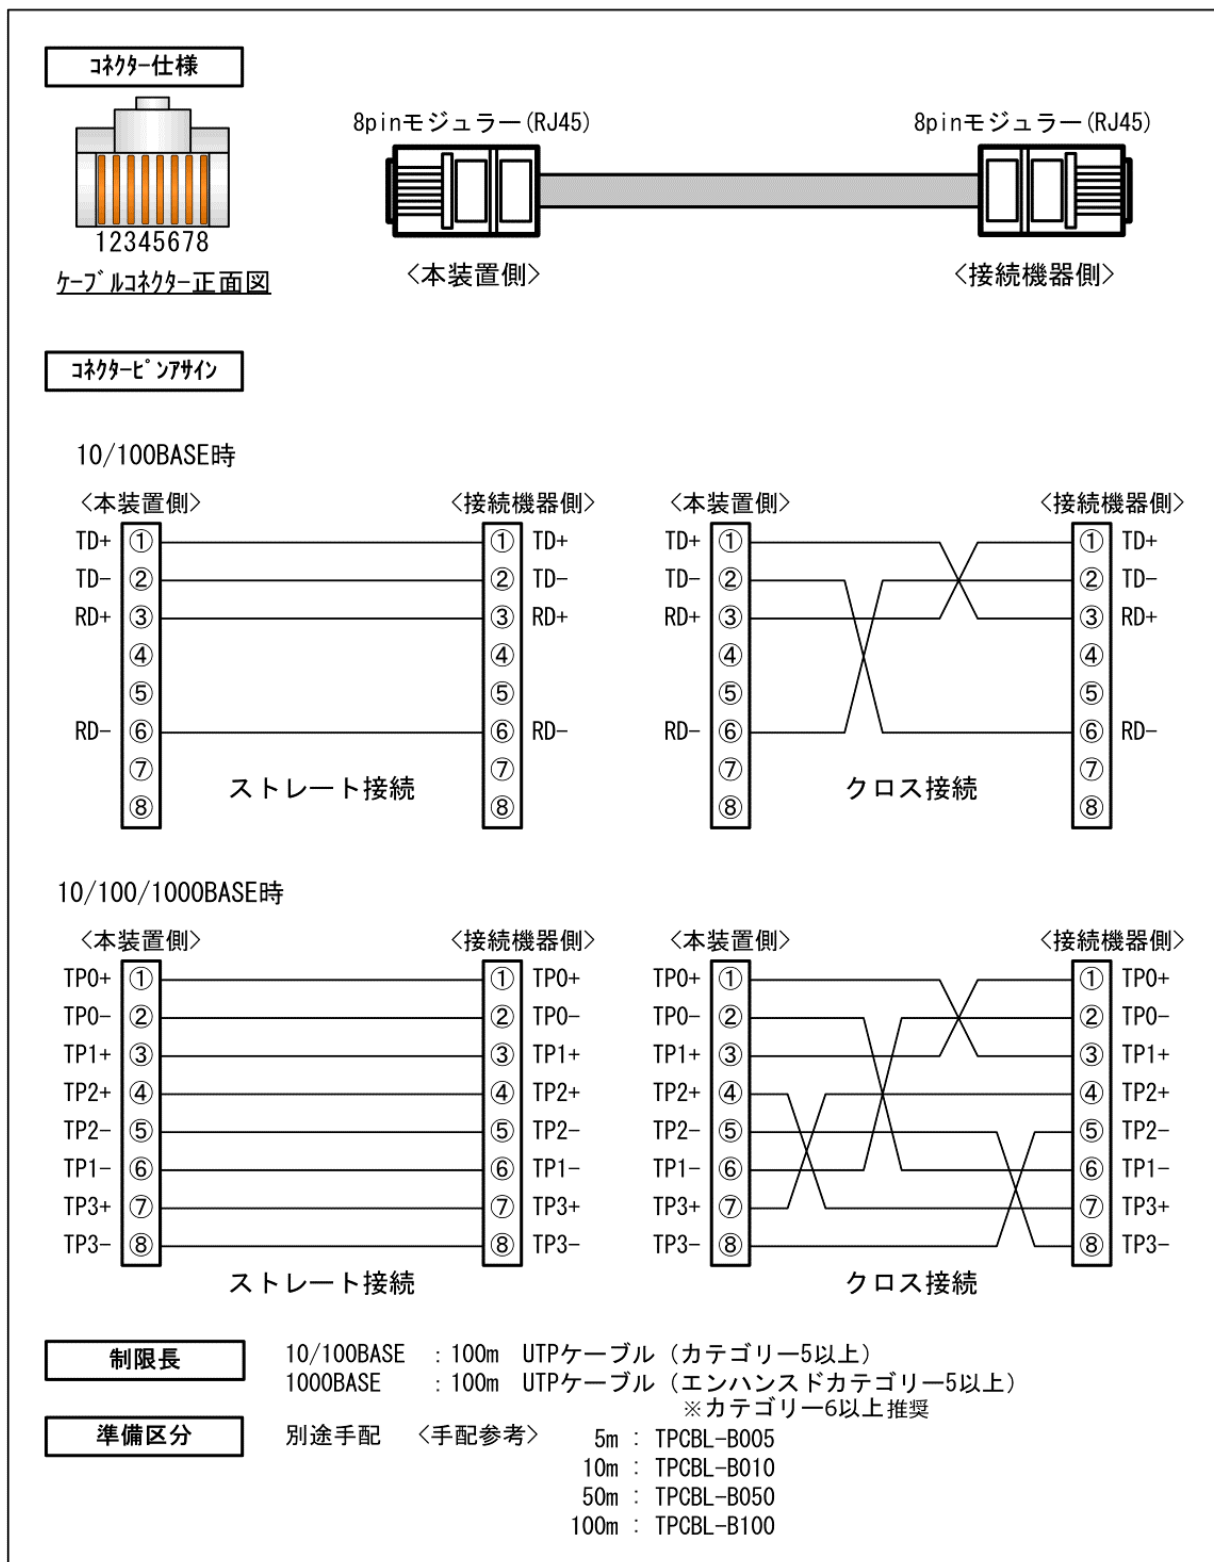 コネクター仕様
8pinモジュラー(RJ45)
8pinモジュラー(RJ45)
12345678
ケーブルコネクター正面図
〈本装置側〉
〈接続機器側〉
コネクターピンアサイン
10/100BASE時
〈本装置側〉 〈接続機器側〉 〈本装置側〉 〈接続機器側〉
TD+ ① ① TD+ TD+ ① ① TD+
TD- ② ② TD- TD- ② ② TD-
RD+ ③ ③ RD+ RD+ ③ ③ RD+
④ ④ ④ ④
⑤ ⑤ ⑤ ⑤
RD- ⑥ ⑥ RD- RD- ⑥ ⑥ RD-
⑦ ⑦ ⑦ ⑦
ストレート接続 クロス接続
⑧ ⑧ ⑧ ⑧
10/100/1000BASE時
〈本装置側〉 〈接続機器側〉 〈本装置側〉 〈接続機器側〉
TP0+ ① ① TP0+ TP0+ ① ① TP0+
TP0- ② ② TP0- TP0- ② ② TP0-
TP1+ ③ ③ TP1+ TP1+ ③ ③ TP1+
TP2+ ④ ④ TP2+ TP2+ ④ ④ TP2+
TP2- ⑤ ⑤ TP2- TP2- ⑤ ⑤ TP2-
TP1- ⑥ ⑥ TP1- TP1- ⑥ ⑥ TP1-
TP3+ ⑦ ⑦ TP3+ TP3+ ⑦ ⑦ TP3+
TP3- ⑧ ⑧ TP3- TP3- ⑧ ⑧ TP3-
ストレート接続 クロス接続
制限長 10/100BASE : 100m UTPケーブル（カテゴリー5以上）
1000BASE : 100m UTPケーブル（エンハンスドカテゴリー5以上）
※カテゴリー6以上推奨
準備区分 別途手配 〈手配参考〉 5m : TPCBL-B005
10m : TPCBL-B010
50m : TPCBL-B050
100m : TPCBL-B100